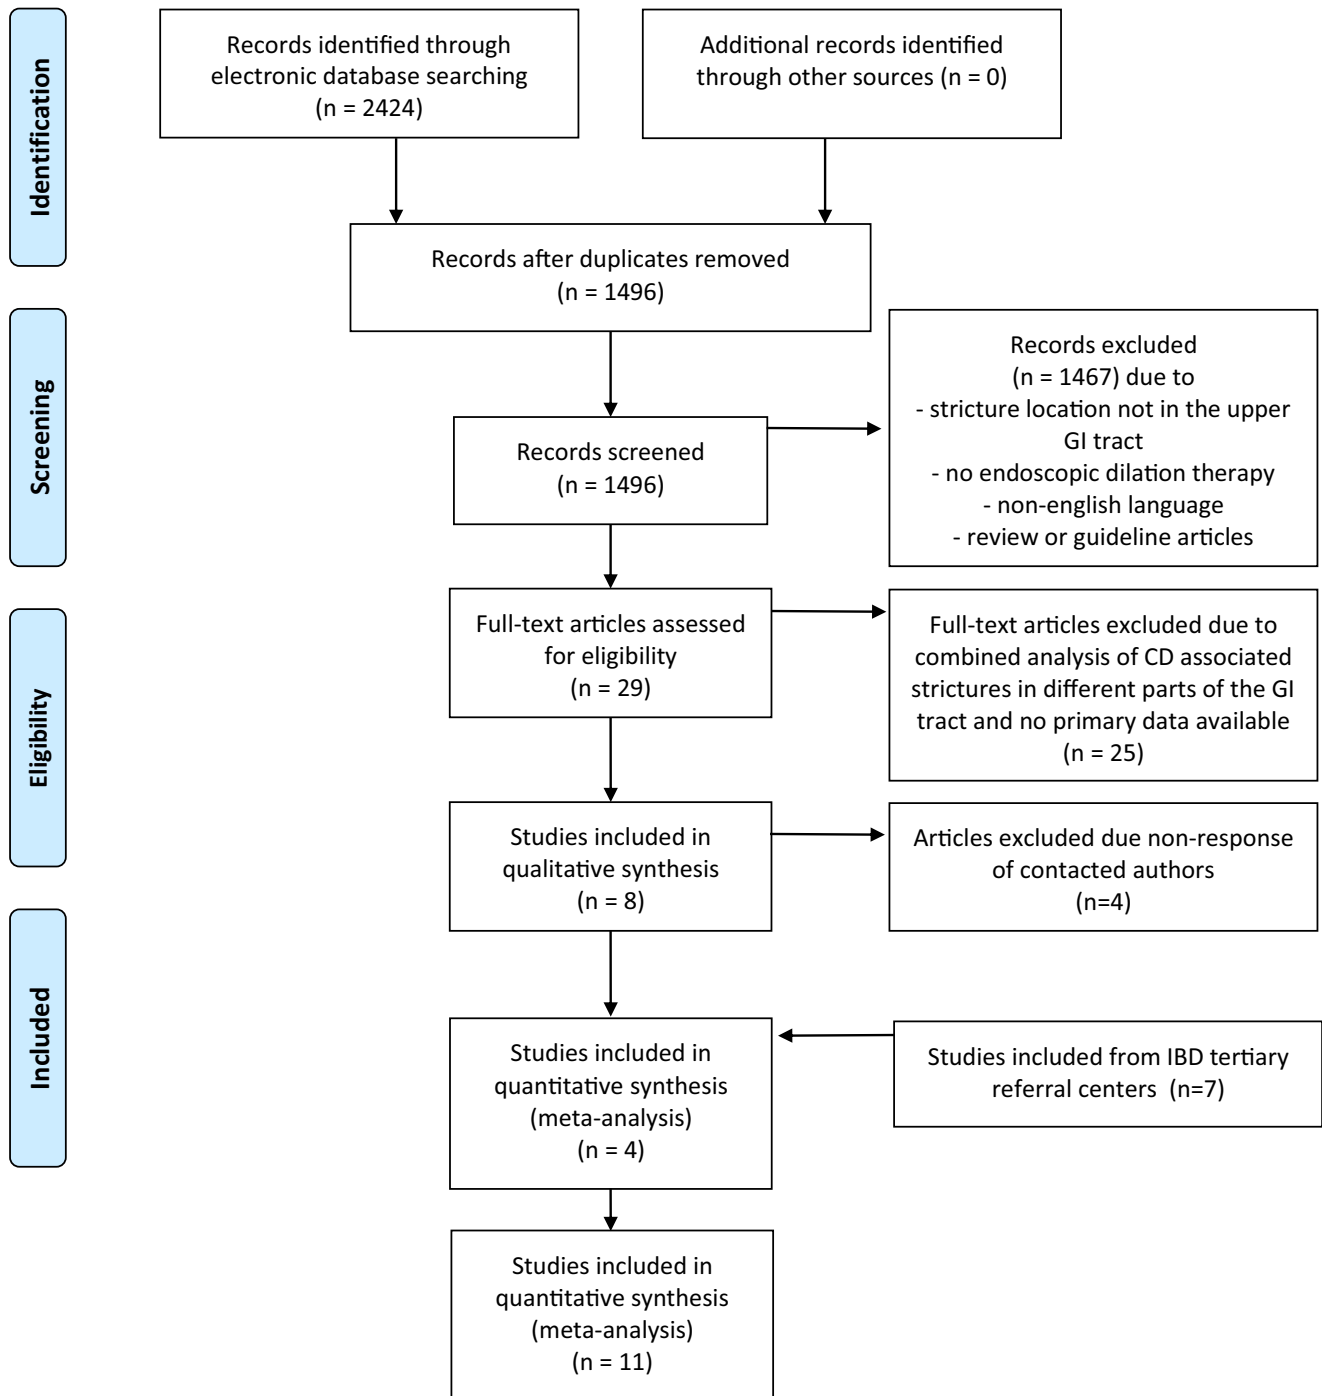 Identification
Records identified through
electronic database searching
(n = 2424)
Additional records identified
through other sources (n = 0)
Records after duplicates removed
(n = 1496)
Screening
Records screened
(n = 1496)
Records excluded
(n = 1467) due to
- stricture location not in the upper
GI tract
- no endoscopic dilation therapy
- non-english language
- review or guideline articles
Eligibility
Full-text articles assessed
for eligibility
(n = 29)
Full-text articles excluded due to
combined analysis of CD associated
strictures in different parts of the GI
tract and no primary data available
(n = 25)
Studies included in
qualitative synthesis
(n = 8)
Articles excluded due non-response
of contacted authors
(n=4)
Included
Studies included in
quantitative synthesis
(meta-analysis)
(n = 4)
Studies included from IBD tertiary
referral centers (n=7)
Studies included in
quantitative synthesis
(meta-analysis)
(n = 11)